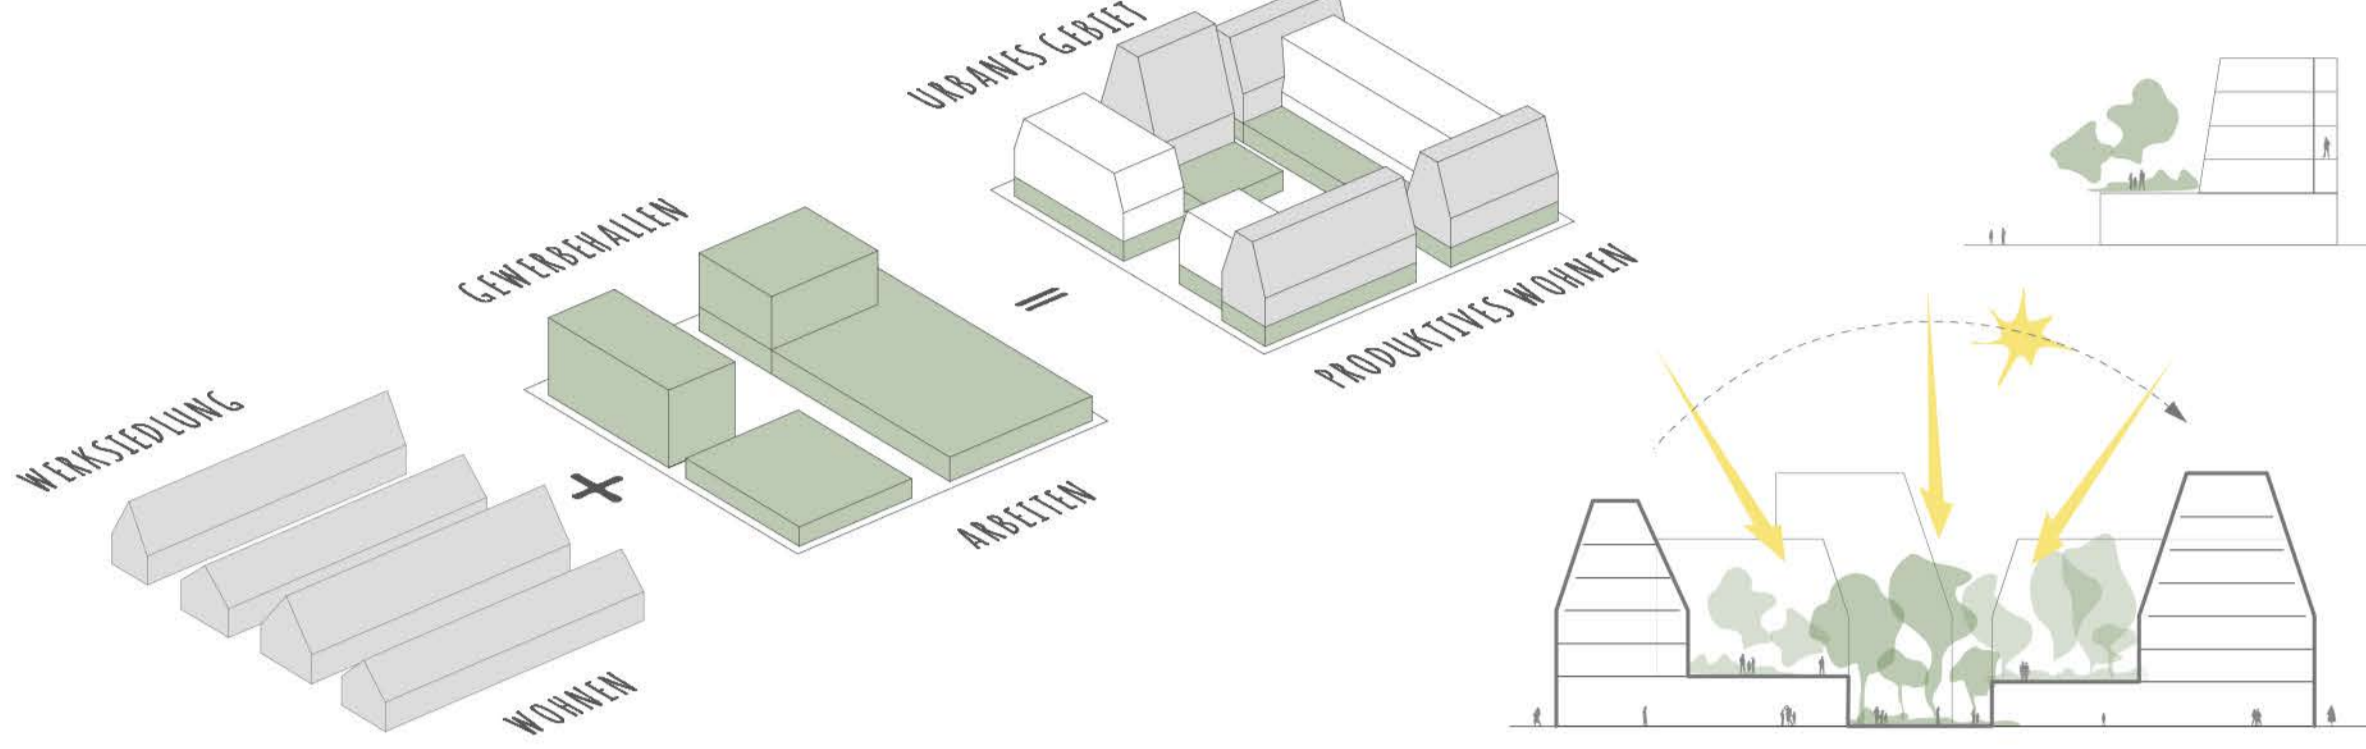 WERKSIEDLUNG
WOHNEN
+
GEWERBEHALLEN
ARBEITEN
=
URBANES GEBIET
PRODUKTIVES WOHNEN